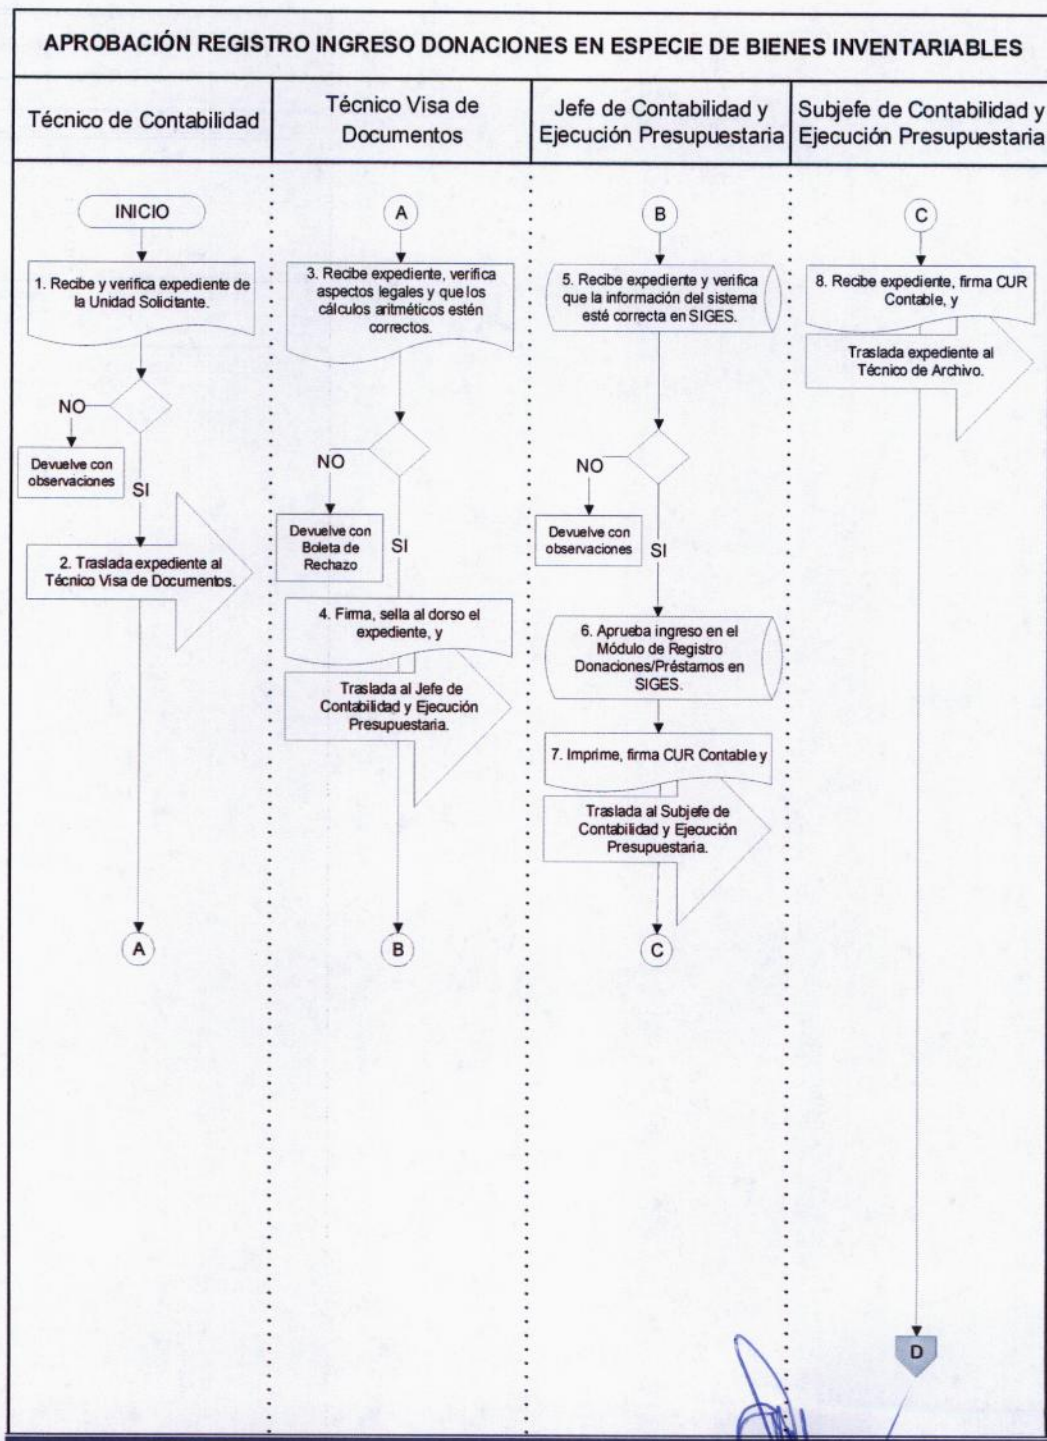 APROBACIÓN REGISTRO INGRESO DONACIONES EN ESPECIE DE BIENES INVENTARIABLES
Técnico de Contabilidad
Técnico Visa de
Documentos
Jefe de Contabilidad y
Ejecución Presupuestaria
Subjefe de Contabilidad y
Ejecución Presupuestaria
INICIO
1. Recibe y verifica expediente de
la Unidad Solicitante.
NO
Devuelve con
observaciones
SI
2. Traslada expediente al
Técnico Visa de Documentos.
A
A
3. Recibe expediente, verifica
aspectos legales y que los
cálculos aritméticos estén
correctos.
NO
Devuelve con
Boleta de
Rechazo
SI
4. Firma, sella al dorso el
expediente, y
Traslada al Jefe de
Contabilidad y Ejecución
Presupuestaria.
B
B
5. Recibe expediente y verifica
que la información del sistema
esté correcta en SIGES.
NO
Devuelve con
observaciones
SI
6. Aprueba ingreso en el
Módulo de Registro
Donaciones/Préstamos en
SIGES.
7. Imprime, firma CUR Contable y
Traslada al Subjefe de
Contabilidad y Ejecución
Presupuestaria.
C
C
8. Recibe expediente, firma CUR
Contable, y
Traslada expediente al
Técnico de Archivo.
D